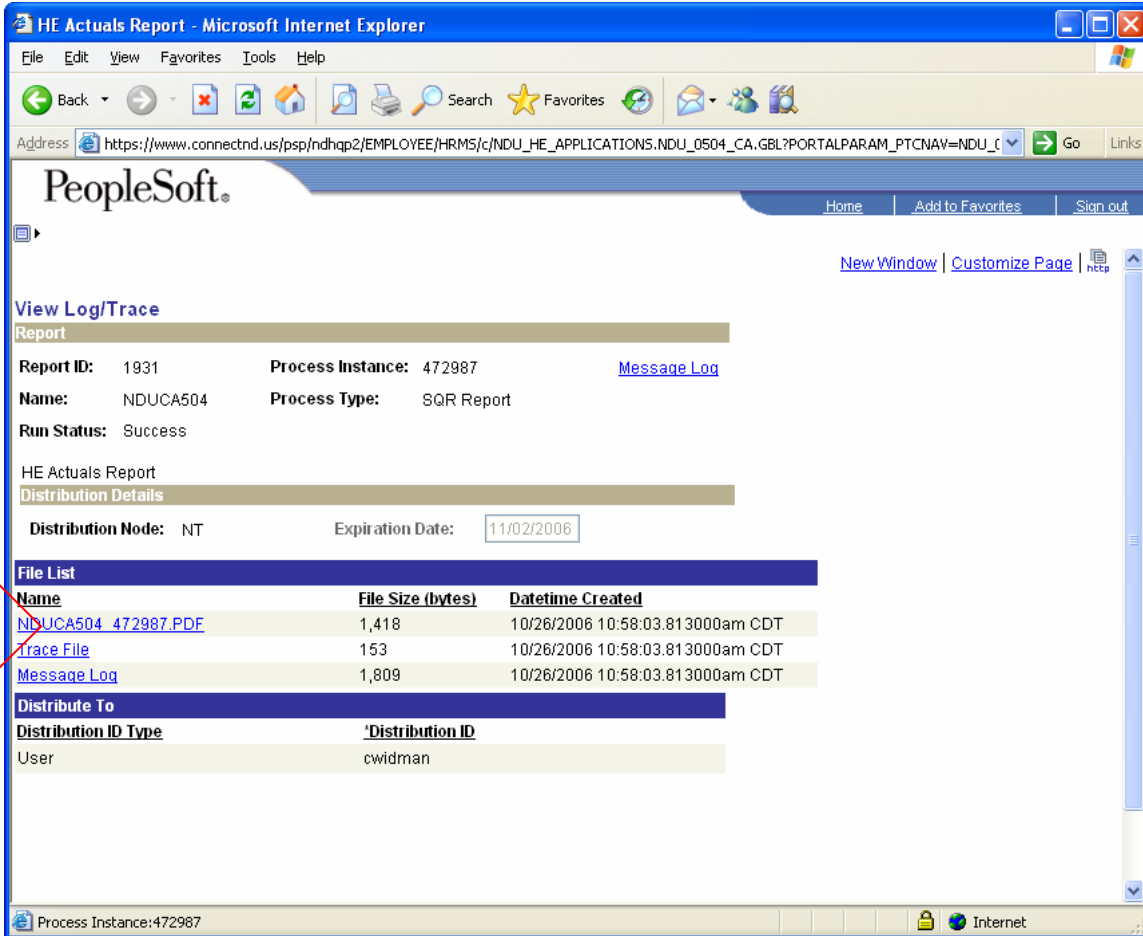 HE Actuals Report - Microsoft Internet Explorer
File Edit View Favorites Tools Help
Back Search Favorites
Address https://www.connectnd.us/psp/ndhqp2/EMPLOYEE/HRMS/c/NDU_HE_APPLICATIONS.NDU_0504_CA.GBL?PORTALPARAM_PTCNAV=NDU_( Go Links
PeopleSoft.
Home Add to Favorites Sign out
New Window | Customize Page | http
View Log/Trace
Report
Report ID: 1931 Process Instance: 472987 Message Log
Name: NDUCA504 Process Type: SQR Report
Run Status: Success
HE Actuals Report
Distribution Details
Distribution Node: NT Expiration Date: 11/02/2006
File List
Name File Size (bytes) Datetime Created
NDUCA504_472987.PDF 1,418 10/26/2006 10:58:03.813000am CDT
Trace File 153 10/26/2006 10:58:03.813000am CDT
Message Log 1,809 10/26/2006 10:58:03.813000am CDT
Distribute To
Distribution ID Type *Distribution ID
User cwidman
Process Instance:472987 Internet